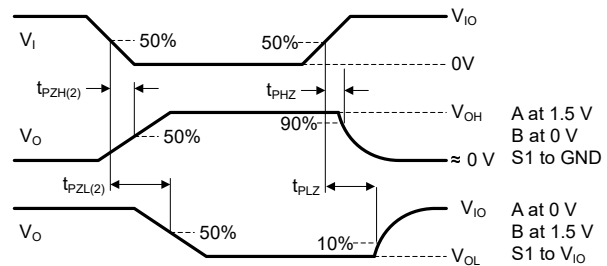 V_IO
V_I
50%
50%
0V
t_PZH(2)
t_PHZ
V_OH
A at 1.5 V
90%
B at 0 V
V_O
50%
≈ 0 V
S1 to GND
t_PZL(2)
t_PLZ
V_O
V_IO
A at 0 V
50%
B at 1.5 V
10%
V_OL
S1 to V_IO